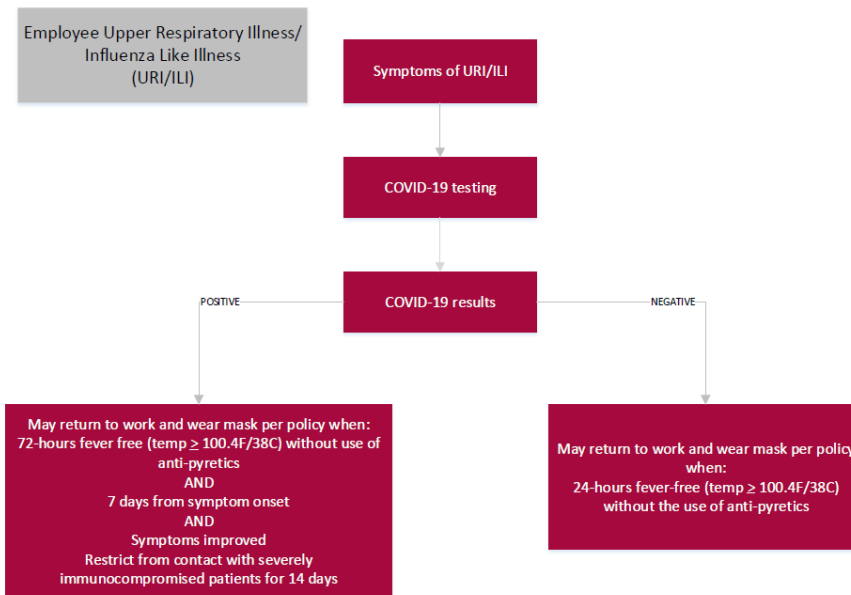 Employee Upper Respiratory Illness/
Influenza Like Illness
(URI/ILI)
Symptoms of URI/ILI
COVID-19 testing
COVID-19 results
POSITIVE
NEGATIVE
May return to work and wear mask per policy when:
72-hours fever free (temp ≥ 100.4F/38C) without use of
anti-pyretics
AND
7 days from symptom onset
AND
Symptoms improved
Restrict from contact with severely
immunocompromised patients for 14 days
May return to work and wear mask per policy
when:
24-hours fever-free (temp ≥ 100.4F/38C)
without the use of anti-pyretics